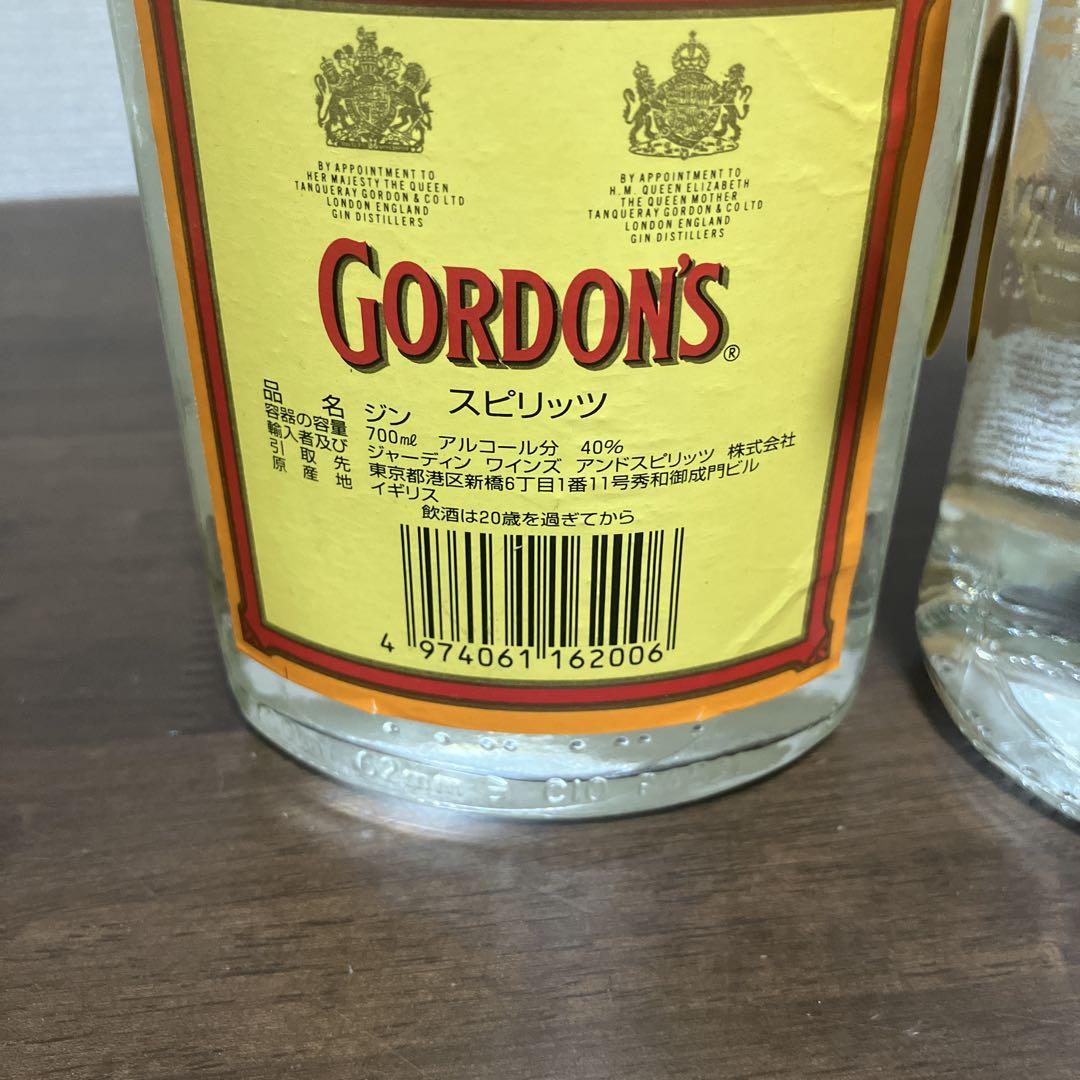 BY APPOINTMENT TO
HER MAJESTY THE QUEEN
TANQUERAY GORDON & CO LTD
LONDON ENGLAND
GIN DISTILLERS
BY APPOINTMENT TO
H.M. QUEEN ELIZABETH
THE QUEEN MOTHER
TANQUERAY GORDON & CO LTD
LONDON ENGLAND
GIN DISTILLERS
GORDON'S®
スピリッツ
品名 ジン
容器の容量 700ml アルコール分 40%
輸入者及び引取先 ジャーディン ワインズ アンドスピリッツ 株式会社
東京都港区新橋6丁目1番11号秀和御成門ビル
原産地 イギリス
飲酒は20歳を過ぎてから
4 974061 162006
62mm C10